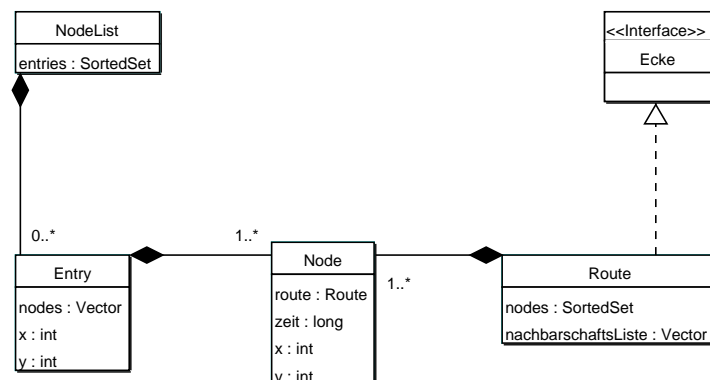 NodeList
entries : SortedSet
<<Interface>>
Ecke
0..*
1..*
1..*
Entry
nodes : Vector
x : int
y : int
Node
route : Route
zeit : long
x : int
y : int
Route
nodes : SortedSet
nachbarschaftsListe : Vector